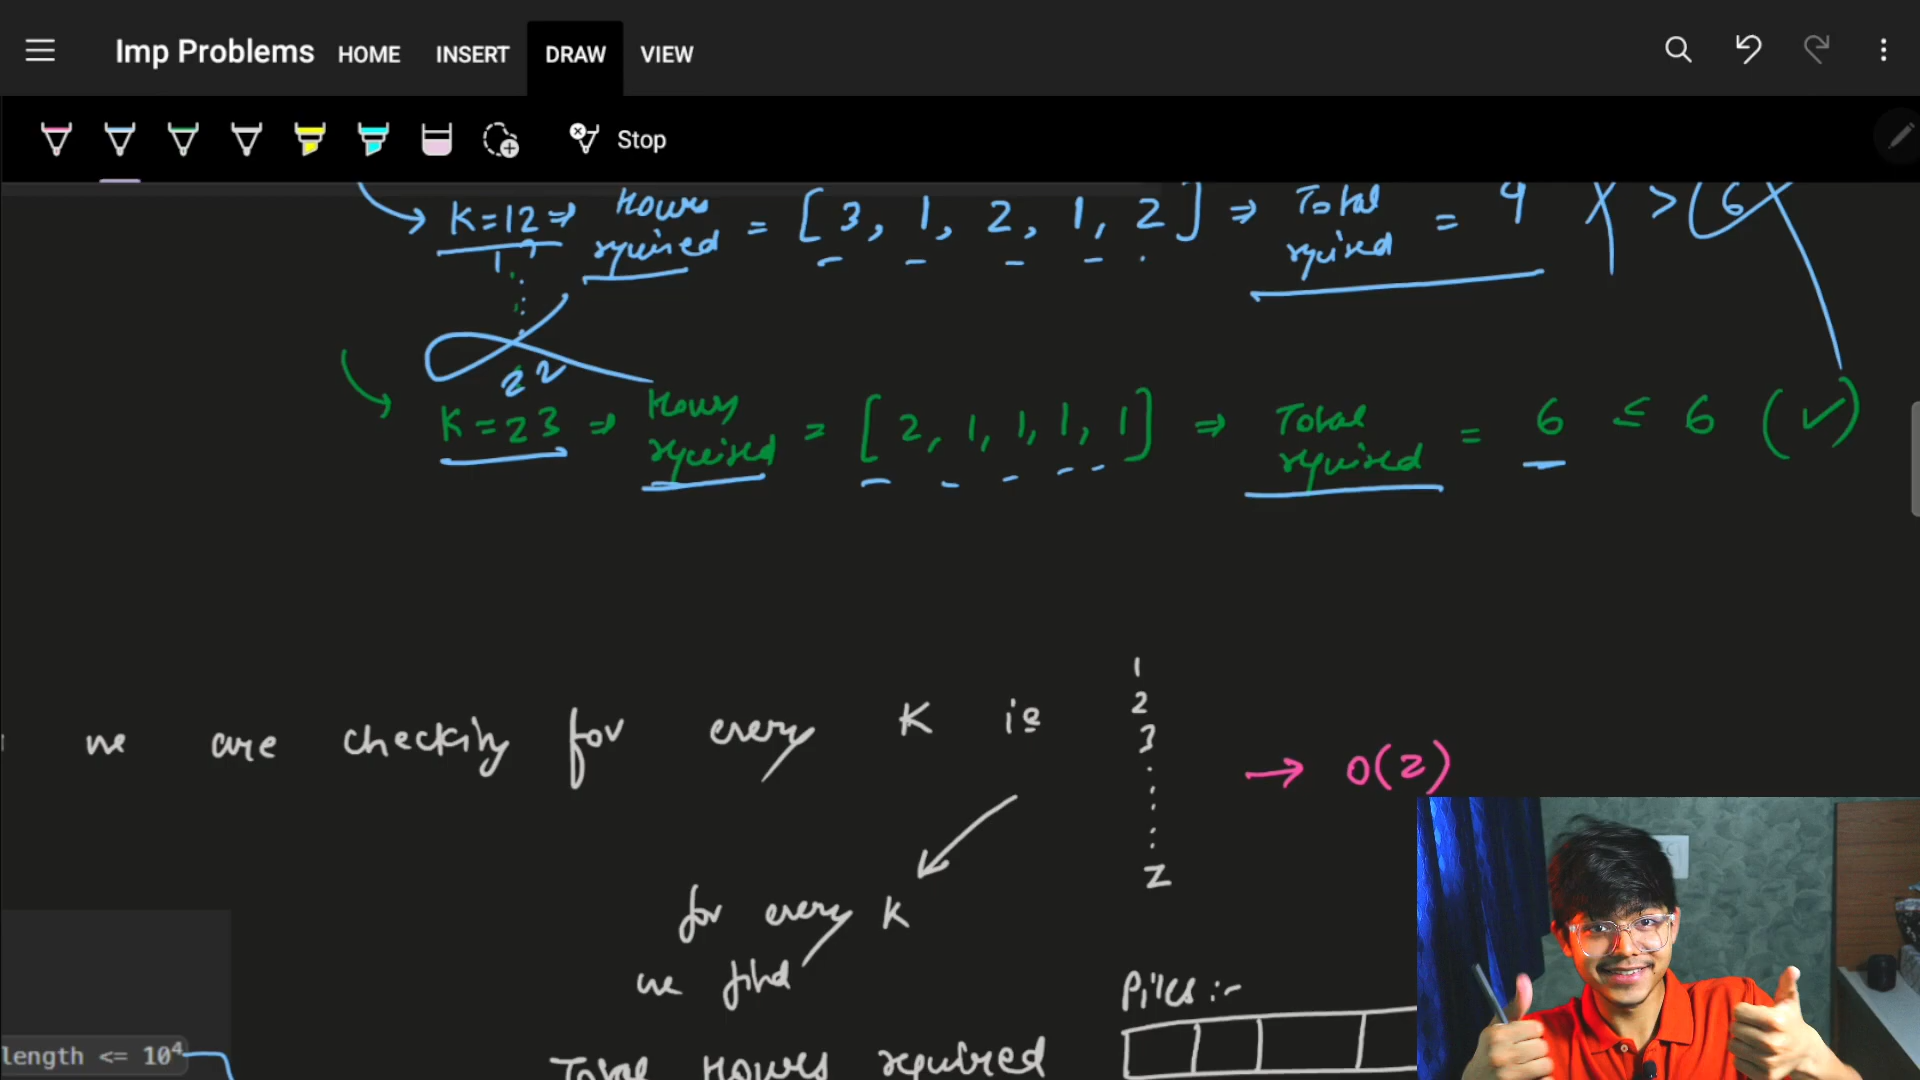 Imp Problems HOME INSERT DRAW VIEW
Stop
K=12 ⇒ Hours required = [3, 1, 2, 1, 2] ⇒ Total required = 9 X > (6
22
K=23 ⇒ Hours required = [2, 1, 1, 1, 1] ⇒ Total required = 6 ≤ 6 (✓)
we are checking for every K ie
1
2
3
z
→ O(z)
for every K
we find
Total Hours required
Piles :-
length <= 10⁴